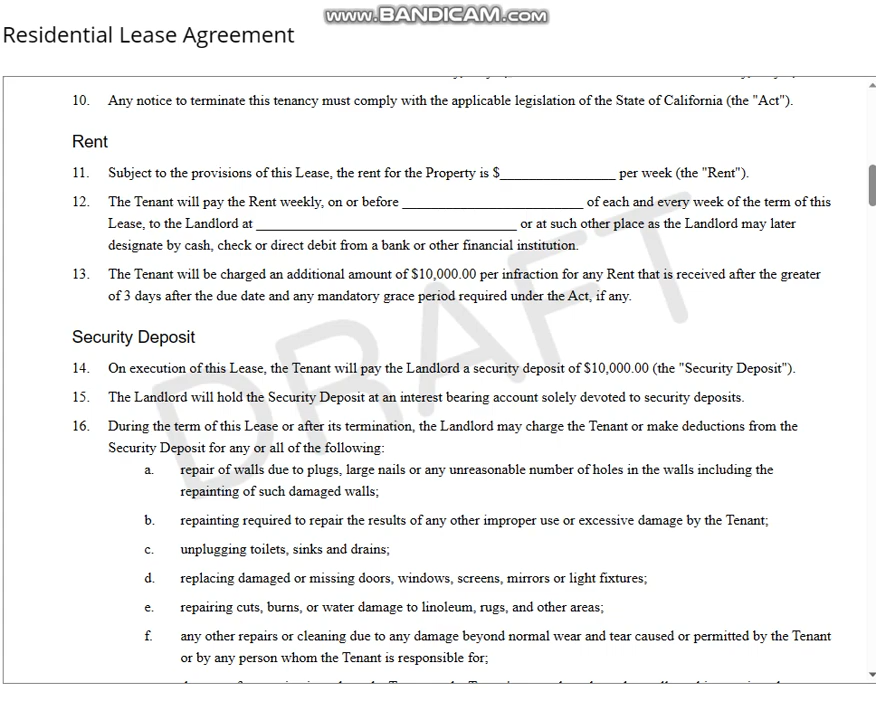 www.BANDICAM.com
Residential Lease Agreement
10. Any notice to terminate this tenancy must comply with the applicable legislation of the State of California (the "Act").
Rent
11. Subject to the provisions of this Lease, the rent for the Property is $________________ per week (the "Rent").
12. The Tenant will pay the Rent weekly, on or before _________________________ of each and every week of the term of this
Lease, to the Landlord at ____________________________________ or at such other place as the Landlord may later
designate by cash, check or direct debit from a bank or other financial institution.
13. The Tenant will be charged an additional amount of $10,000.00 per infraction for any Rent that is received after the greater
of 3 days after the due date and any mandatory grace period required under the Act, if any.
Security Deposit
14. On execution of this Lease, the Tenant will pay the Landlord a security deposit of $10,000.00 (the "Security Deposit").
15. The Landlord will hold the Security Deposit at an interest bearing account solely devoted to security deposits.
16. During the term of this Lease or after its termination, the Landlord may charge the Tenant or make deductions from the
Security Deposit for any or all of the following:
a. repair of walls due to plugs, large nails or any unreasonable number of holes in the walls including the
repainting of such damaged walls;
b. repainting required to repair the results of any other improper use or excessive damage by the Tenant;
c. unplugging toilets, sinks and drains;
d. replacing damaged or missing doors, windows, screens, mirrors or light fixtures;
e. repairing cuts, burns, or water damage to linoleum, rugs, and other areas;
f. any other repairs or cleaning due to any damage beyond normal wear and tear caused or permitted by the Tenant
or by any person whom the Tenant is responsible for;
DRAFT